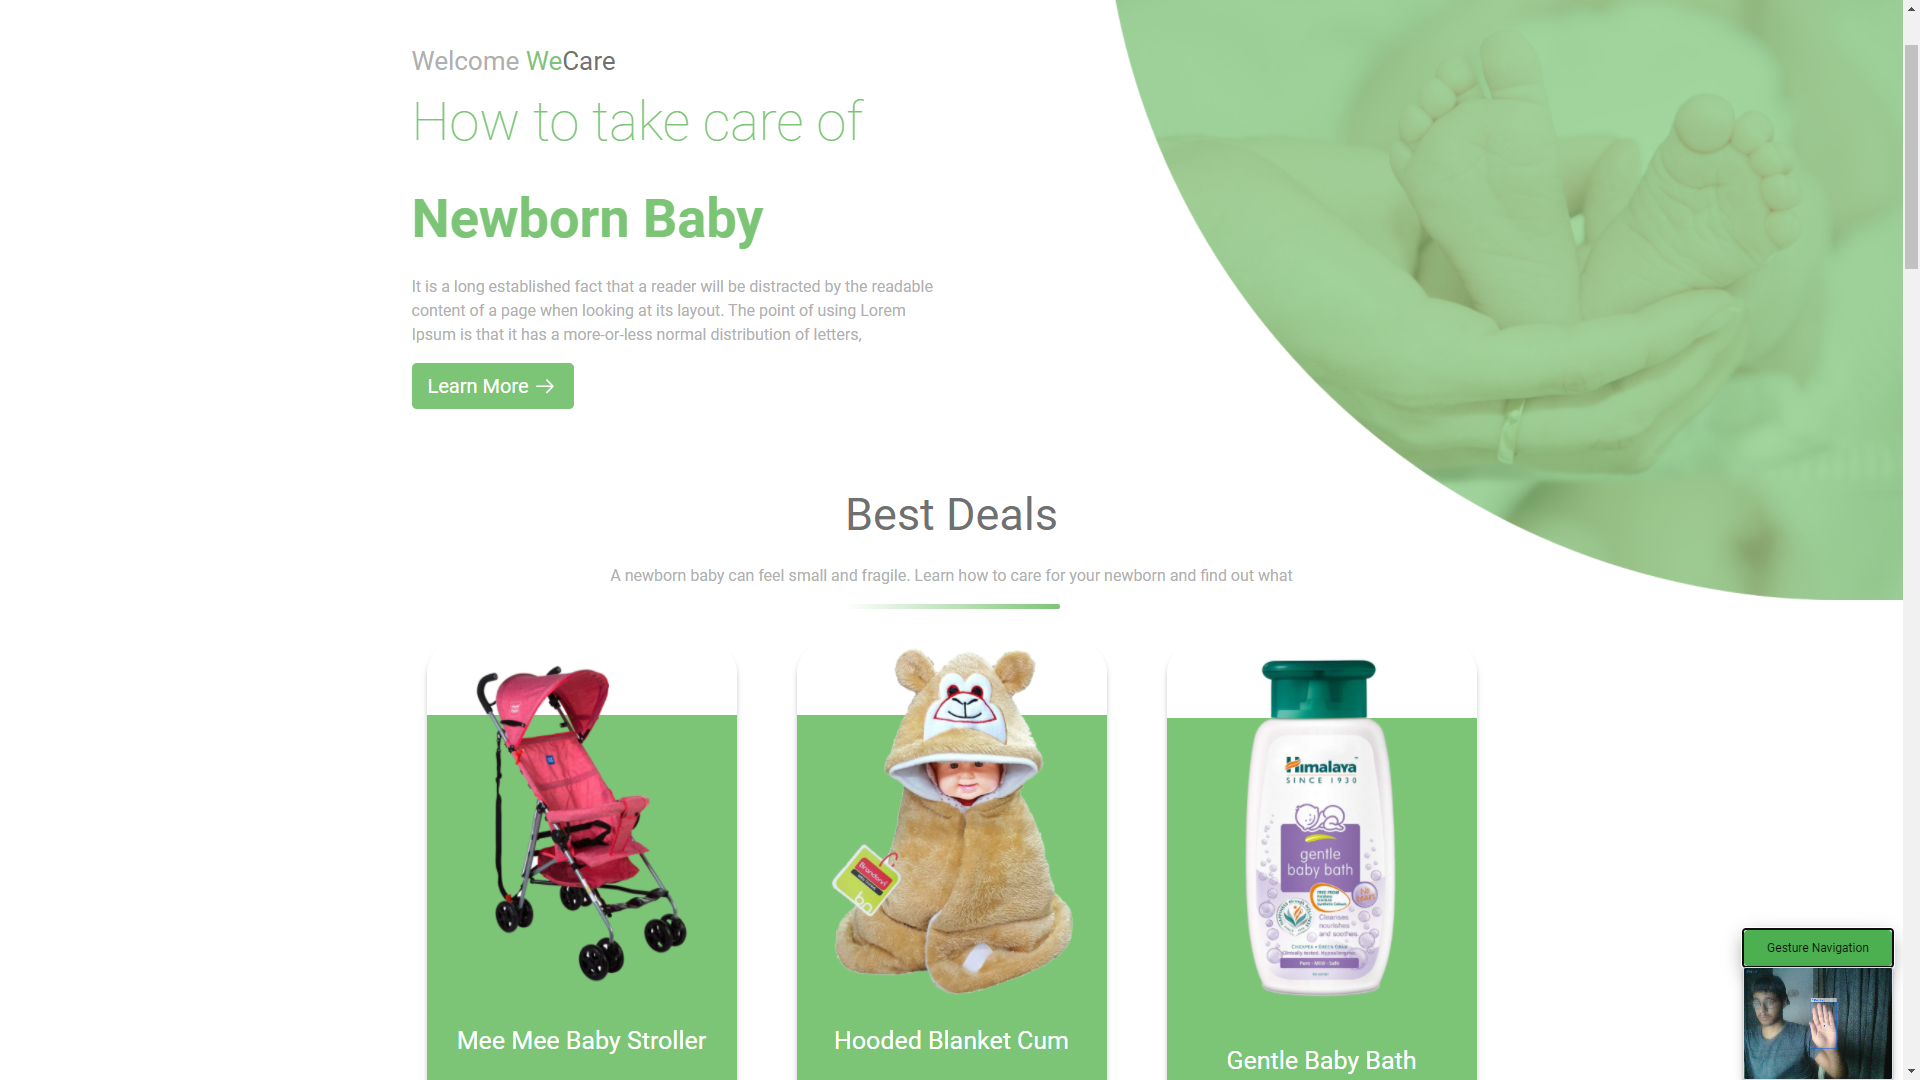 Welcome WeCare
How to take care of
Newborn Baby
It is a long established fact that a reader will be distracted by the readable
content of a page when looking at its layout. The point of using Lorem
Ipsum is that it has a more-or-less normal distribution of letters,
Learn More →
Best Deals
A newborn baby can feel small and fragile. Learn how to care for your newborn and find out what
Himalaya
SINCE 1930
gentle
baby bath
Cleanses
nourishes
and soothes
Gesture Navigation
Mee Mee Baby Stroller
Hooded Blanket Cum
Gentle Baby Bath